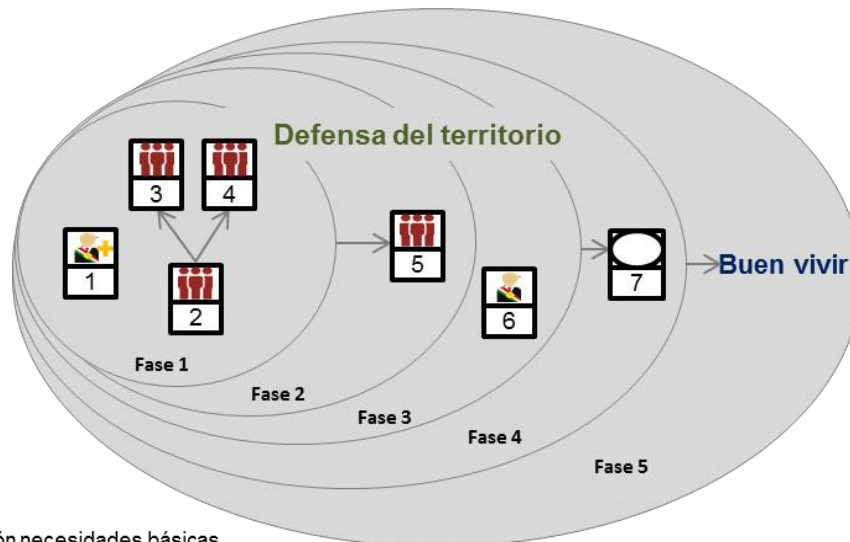 Defensa del territorio
3
4
1
2
5
6
7
Buen vivir
Fase 1
Fase 2
Fase 3
Fase 4
Fase 5
necesidades básicas